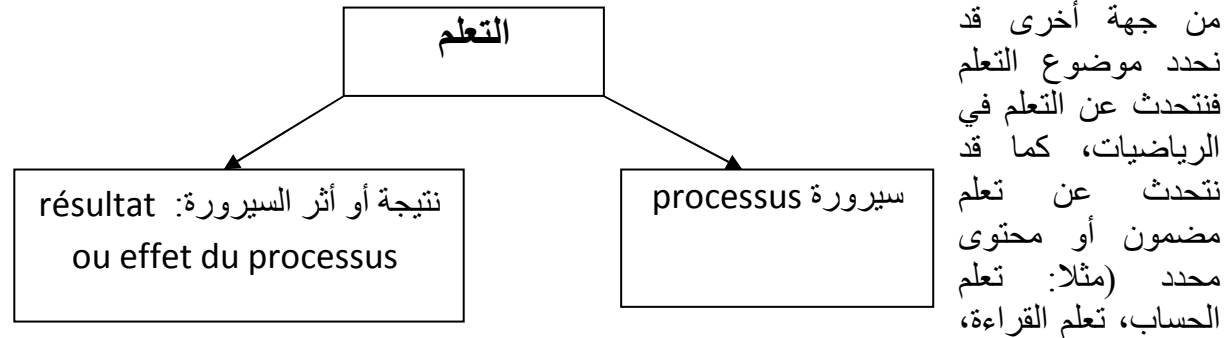 التعلم
سيرورة processus
نتيجة أو أثر السيرورة: résultat
ou effet du processus
من جهة أخرى قد
نحدد موضوع التعلم
فنتحدث عن التعلم في
الرياضيات، كما قد
نتحدث عن تعلم
مضمون أو محتوى
محدد (مثلا: تعلم
الحساب، تعلم القراءة،